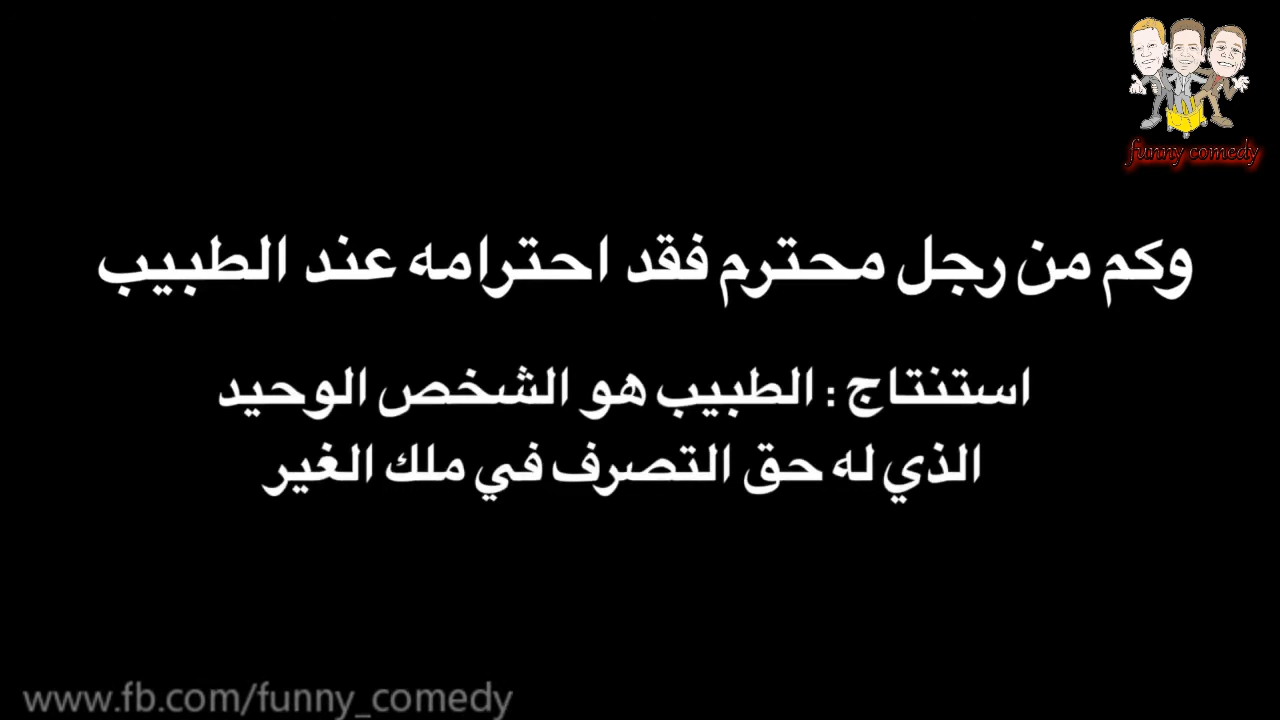 funny comedy
وكم من رجل محترم فقد احترامه عند الطبيب
استنتاج : الطبيب هو الشخص الوحيد
الذي له حق التصرف في ملك الغير
www.fb.com/funny_comedy